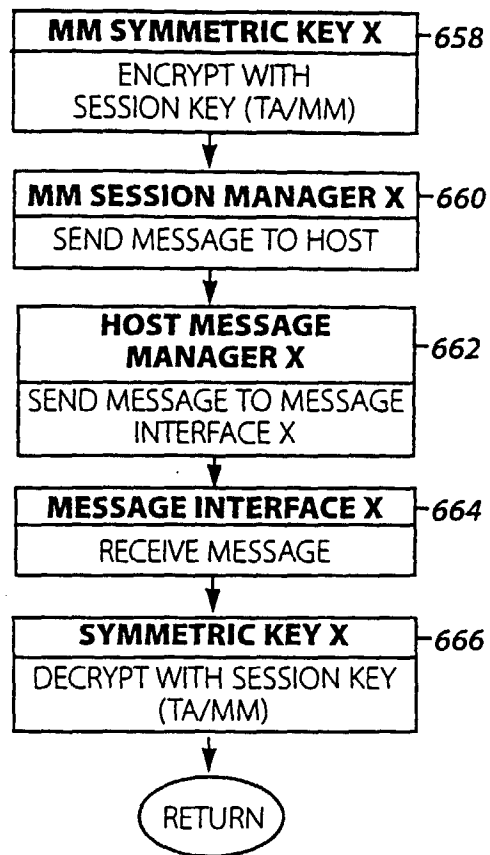 MM SYMMETRIC KEY X
658
ENCRYPT WITH
SESSION KEY (TA/MM)
MM SESSION MANAGER X
660
SEND MESSAGE TO HOST
HOST MESSAGE
MANAGER X
662
SEND MESSAGE TO MESSAGE
INTERFACE X
MESSAGE INTERFACE X
664
RECEIVE MESSAGE
SYMMETRIC KEY X
666
DECRYPT WITH SESSION KEY
(TA/MM)
RETURN